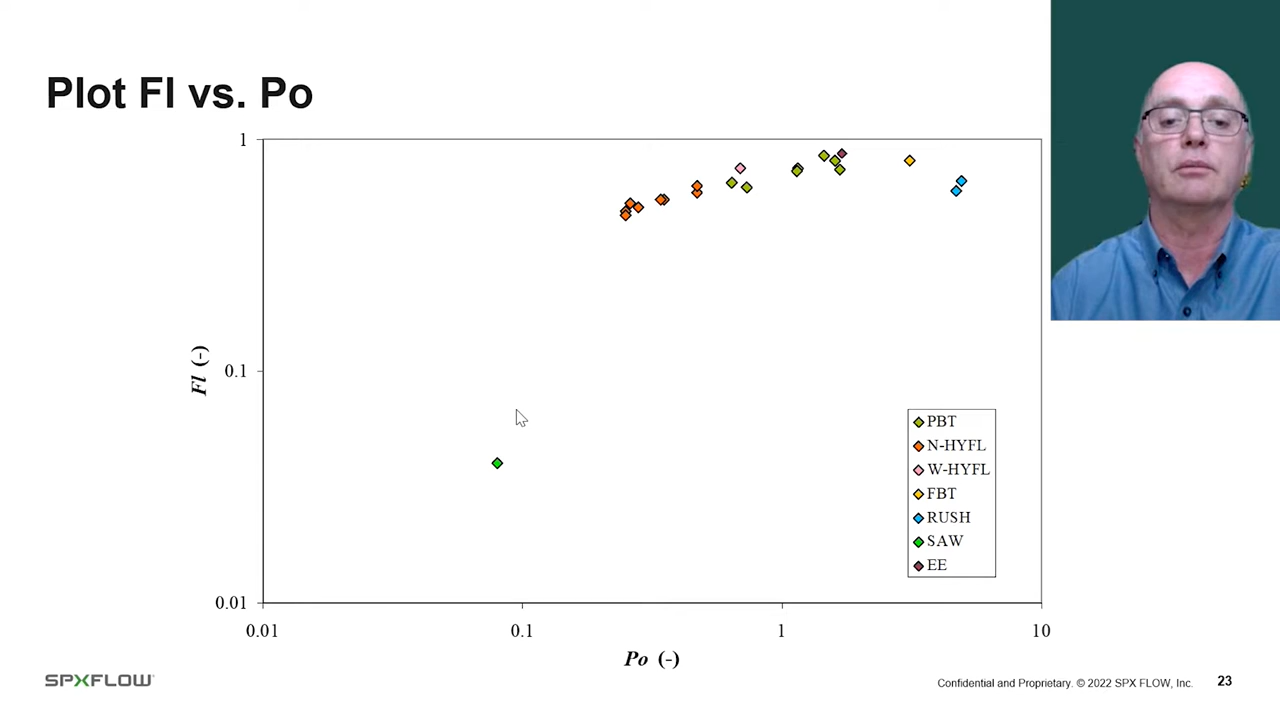 Plot Fl vs. Po
1
0.1
0.01
Fl (-)
0.01
0.1
1
10
Po (-)
PBT
N-HYFL
W-HYFL
FBT
RUSH
SAW
EE
SPXFLOW
Confidential and Proprietary. © 2022 SPX FLOW, Inc.
23